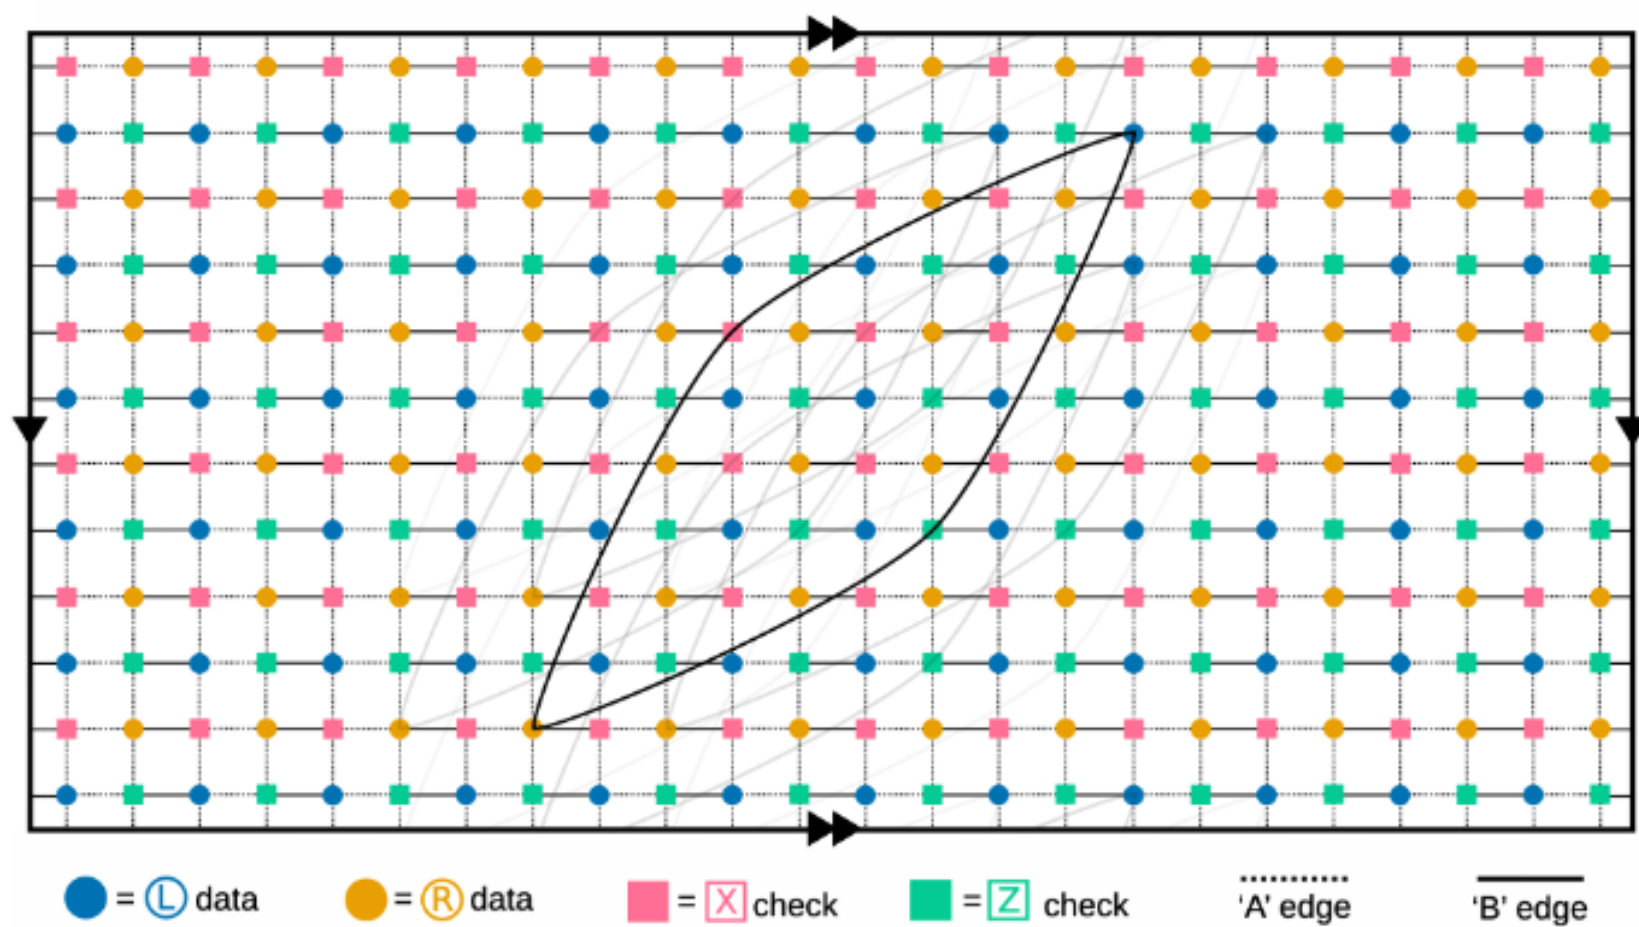 = L data = R data = X check = Z check 'A' edge 'B' edge